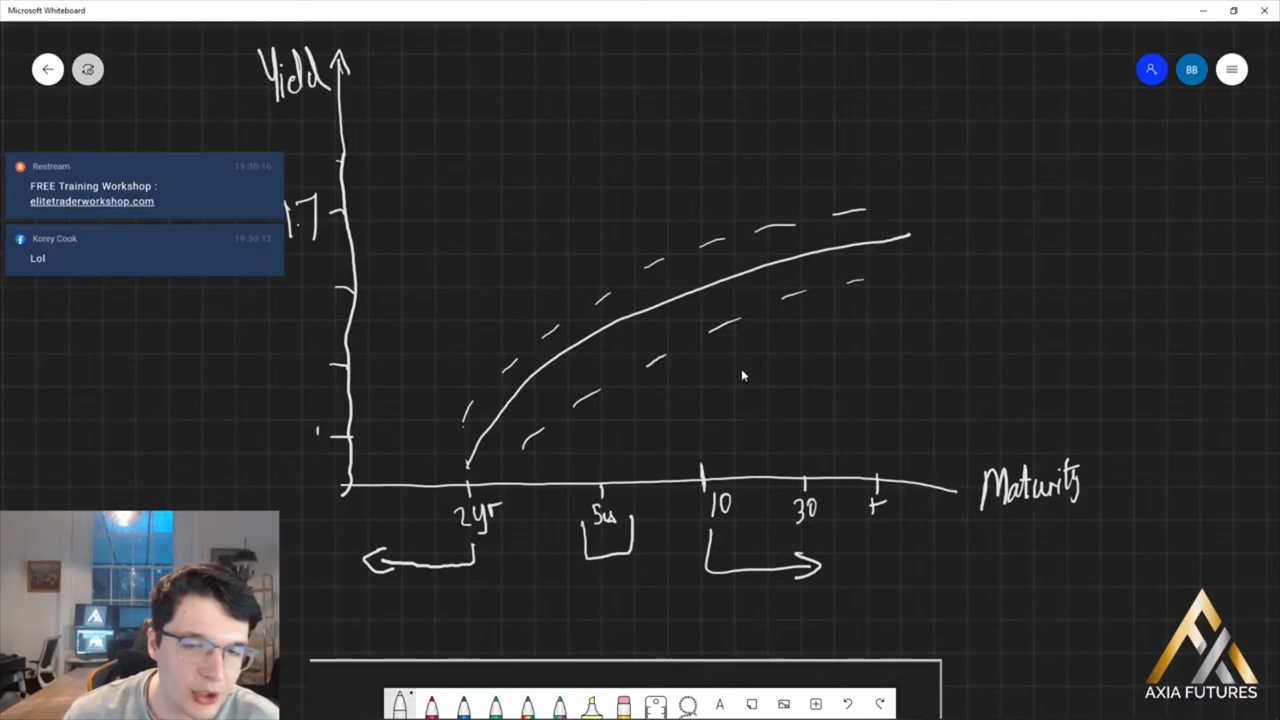 Microsoft Whiteboard
Yield
BB
Restream 19:30:16
FREE Training Workshop :
elitetraderworkshop.com
1.7
Korey Cook 19:30:12
Lol
Maturity
2yr 10 30 +
AXIA FUTURES
A